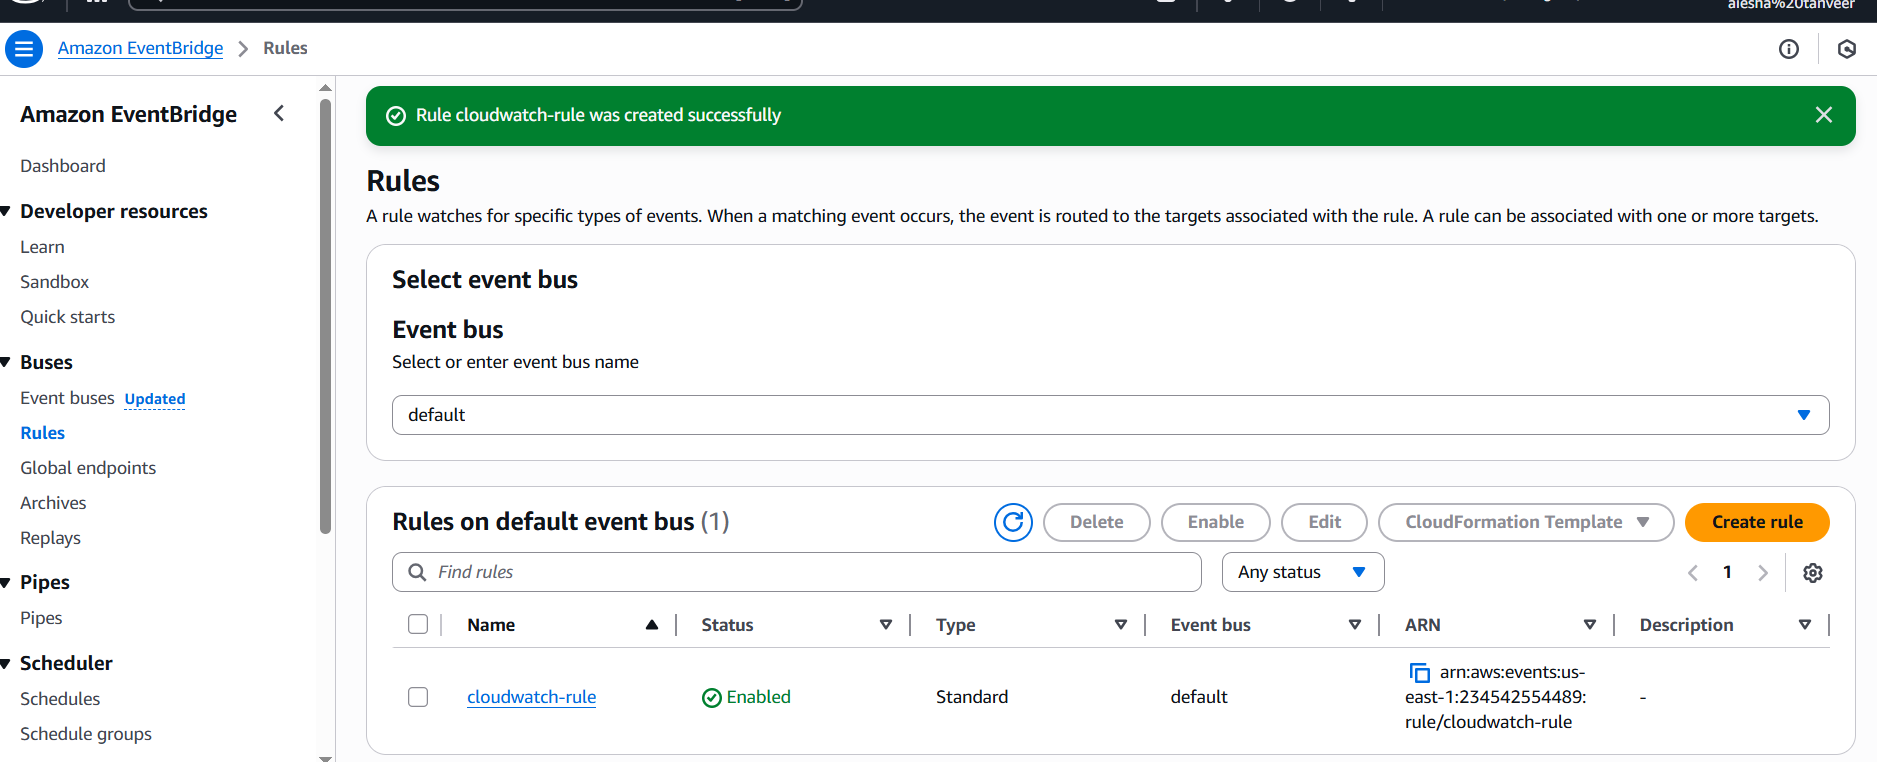 alesha%20tanveer
Amazon EventBridge > Rules
Amazon EventBridge
Dashboard
Developer resources
Learn
Sandbox
Quick starts
Buses
Event buses Updated
Rules
Global endpoints
Archives
Replays
Pipes
Pipes
Scheduler
Schedules
Schedule groups
Rule cloudwatch-rule was created successfully
Rules
A rule watches for specific types of events. When a matching event occurs, the event is routed to the targets associated with the rule. A rule can be associated with one or more targets.
Select event bus
Event bus
Select or enter event bus name
default
Rules on default event bus (1)
Delete
Enable
Edit
CloudFormation Template
Create rule
Find rules
Any status
1
Name Status Type Event bus ARN Description
cloudwatch-rule Enabled Standard default arn:aws:events:us-
east-1:234542554489:
rule/cloudwatch-rule
-